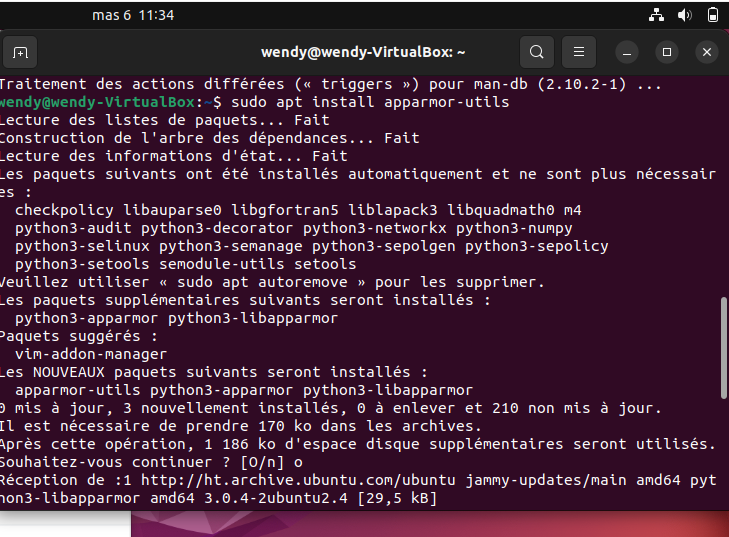 mas 6 11:34
wendy@wendy-VirtualBox: ~
Traitement des actions différées (« triggers ») pour man-db (2.10.2-1) ...
wendy@wendy-VirtualBox:~$ sudo apt install apparmor-utils
Lecture des listes de paquets... Fait
Construction de l'arbre des dépendances... Fait
Lecture des informations d'état... Fait
Les paquets suivants ont été installés automatiquement et ne sont plus nécessair
es :
  checkpolicy libauparse0 libgfortran5 liblapack3 libquadmath0 m4
  python3-audit python3-decorator python3-networkx python3-numpy
  python3-selinux python3-semanage python3-sepolgen python3-sepolicy
  python3-setools semodule-utils setools
Veuillez utiliser « sudo apt autoremove » pour les supprimer.
Les paquets supplémentaires suivants seront installés :
  python3-apparmor python3-libapparmor
Paquets suggérés :
  vim-addon-manager
Les NOUVEAUX paquets suivants seront installés :
  apparmor-utils python3-apparmor python3-libapparmor
0 mis à jour, 3 nouvellement installés, 0 à enlever et 210 non mis à jour.
Il est nécessaire de prendre 170 ko dans les archives.
Après cette opération, 1 186 ko d'espace disque supplémentaires seront utilisés.
Souhaitez-vous continuer ? [O/n] o
Réception de :1 http://ht.archive.ubuntu.com/ubuntu jammy-updates/main amd64 pyt
hon3-libapparmor amd64 3.0.4-2ubuntu2.4 [29,5 kB]